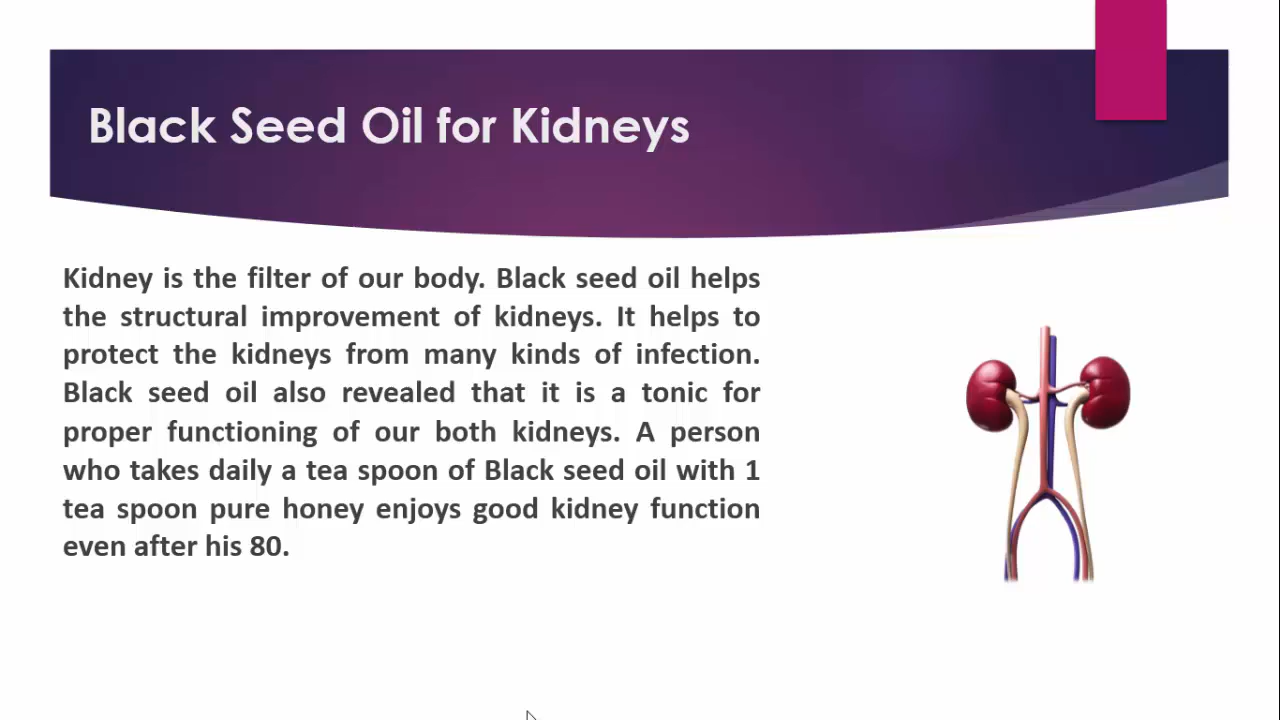 Black Seed Oil for Kidneys
Kidney is the filter of our body. Black seed oil helps
the structural improvement of kidneys. It helps to
protect the kidneys from many kinds of infection.
Black seed oil also revealed that it is a tonic for
proper functioning of our both kidneys. A person
who takes daily a tea spoon of Black seed oil with 1
tea spoon pure honey enjoys good kidney function
even after his 80.